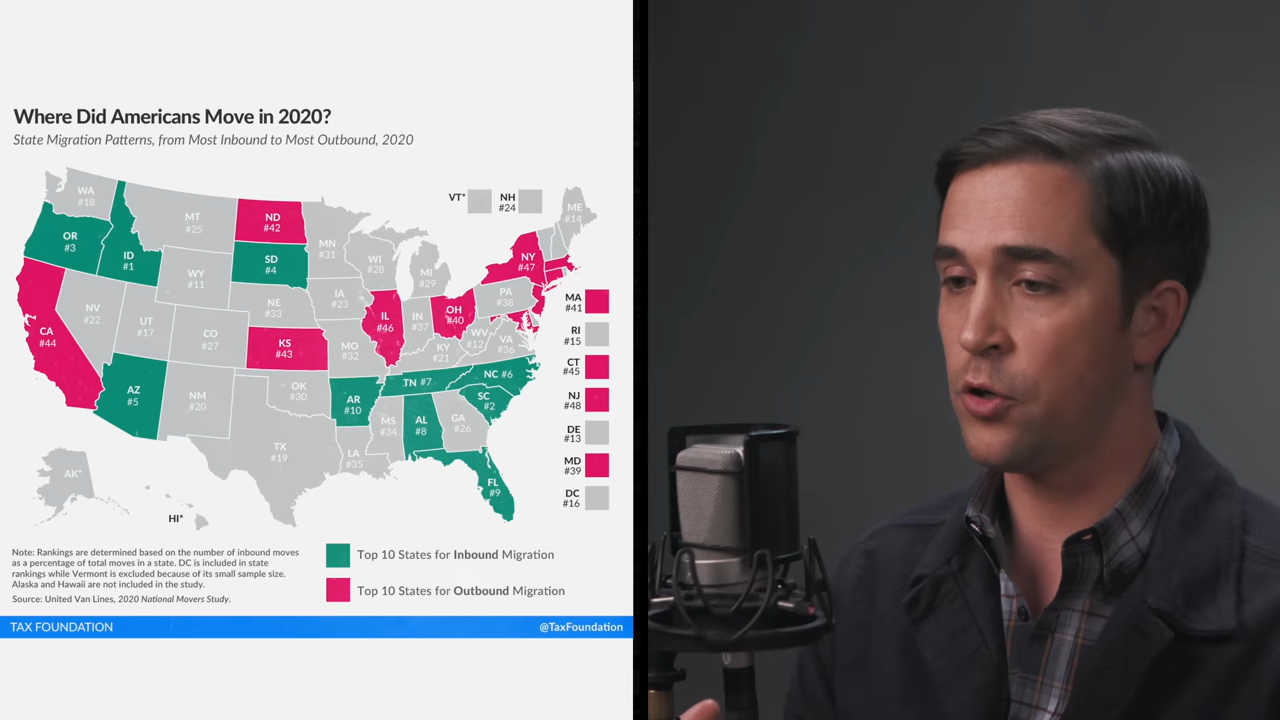 Where Did Americans Move in 2020?
State Migration Patterns, from Most Inbound to Most Outbound, 2020
WA
#18
OR
#3
CA
#44
ID
#1
NV
#22
AZ
#5
MT
#25
WY
#11
UT
#17
CO
#27
NM
#20
ND
#42
SD
#4
NE
#33
KS
#43
OK
#30
TX
#19
MN
#31
IA
#23
MO
#32
AR
#10
LA
#35
WI
#28
IL
#46
MI
#29
IN
#37
OH
#40
KY
#21
TN #7
MS
#34
AL
#8
GA
#26
FL
#9
SC
#2
NC #6
WV
#12
VA
#36
PA
#38
NY
#47
ME
#14
VT*
NH
#24
MA
#41
RI
#15
CT
#45
NJ
#48
DE
#13
MD
#39
DC
#16
AK*
HI*
Note: Rankings are determined based on the number of inbound moves
as a percentage of total moves in a state. DC is included in state
rankings while Vermont is excluded because of its small sample size.
Alaska and Hawaii are not included in the study.
Source: United Van Lines, 2020 National Movers Study.
Top 10 States for Inbound Migration
Top 10 States for Outbound Migration
TAX FOUNDATION
@TaxFoundation